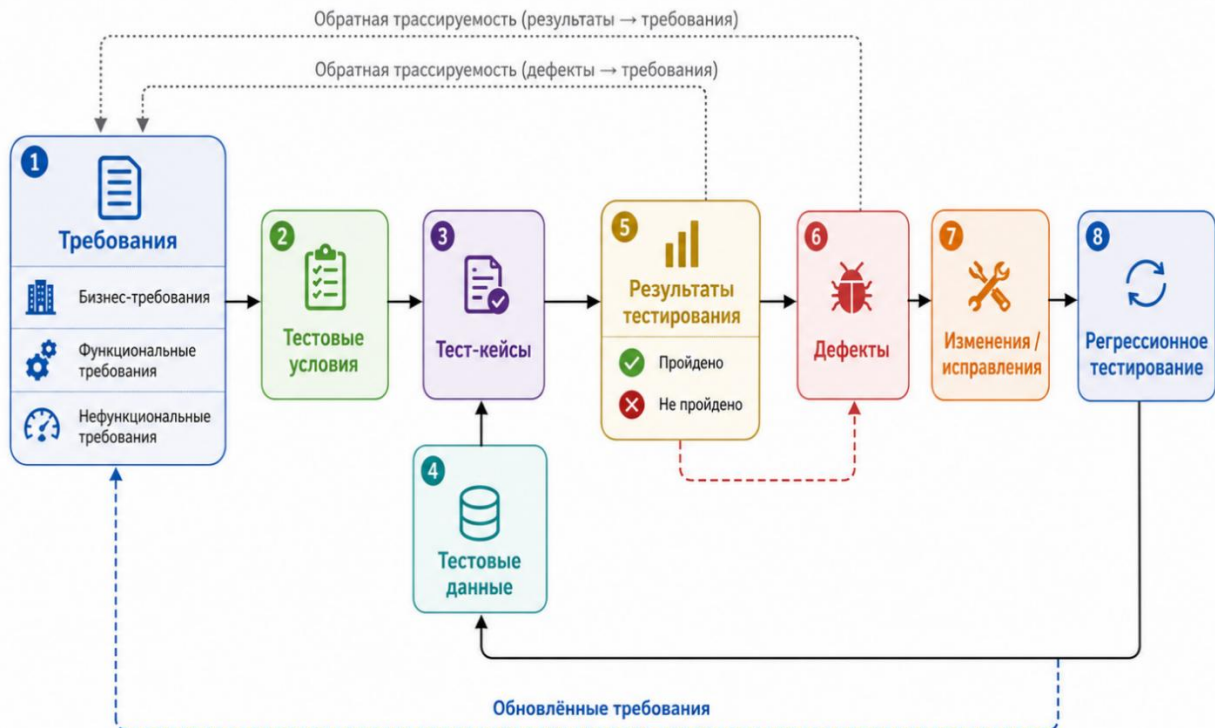 Обратная трассируемость (результаты → требования)
Обратная трассируемость (дефекты → требования)
1
Требования
Бизнес-требования
Функциональные
требования
Нефункциональные
требования
2
Тестовые
условия
3
Тест-кейсы
4
Тестовые
данные
5
Результаты
тестирования
Пройдено
Не пройдено
6
Дефекты
7
Изменения /
исправления
8
Регрессионное
тестирование
Обновлённые требования